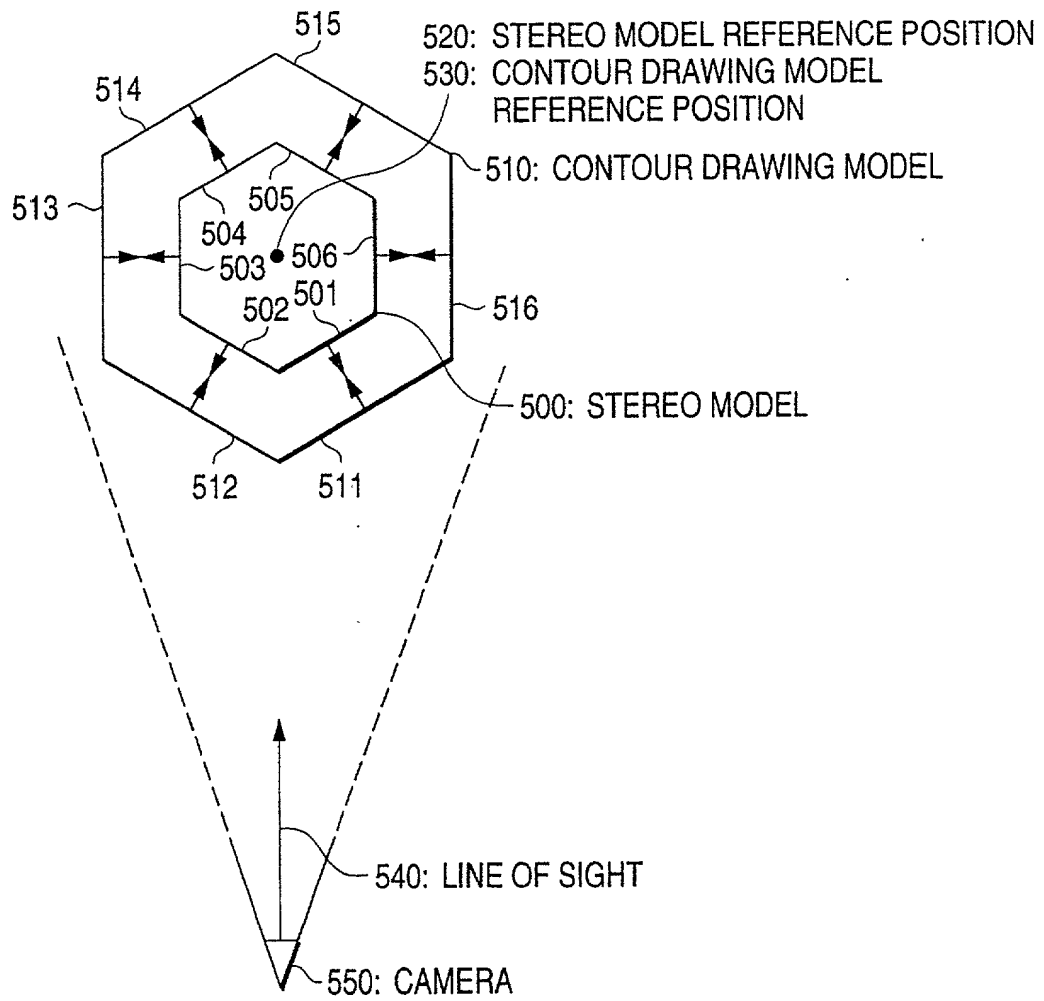 515
520: STEREO MODEL REFERENCE POSITION
530: CONTOUR DRAWING MODEL
REFERENCE POSITION
514
510: CONTOUR DRAWING MODEL
505
513
504
506
503
501
502
516
500: STEREO MODEL
512
511
540: LINE OF SIGHT
550: CAMERA